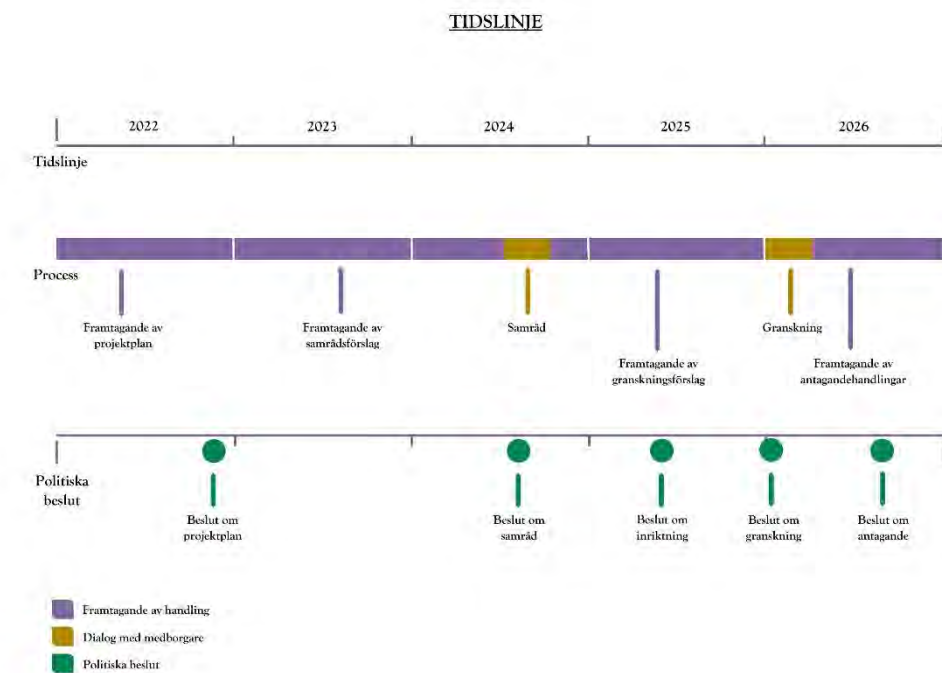 TIDSLINJE
2022 2023 2024 2025 2026
Tidslinje
Process
Framtagande av
projektplan
Framtagande av
samrådsförslag
Samråd
Framtagande av
granskningsförslag
Granskning
Framtagande av
antagandehandlingar
Politiska
beslut
Beslut om
projektplan
Beslut om
samråd
Beslut om
inriktning
Beslut om
granskning
Beslut om
antagande
Framtagande av handling
Dialog med medborgare
Politiska beslut